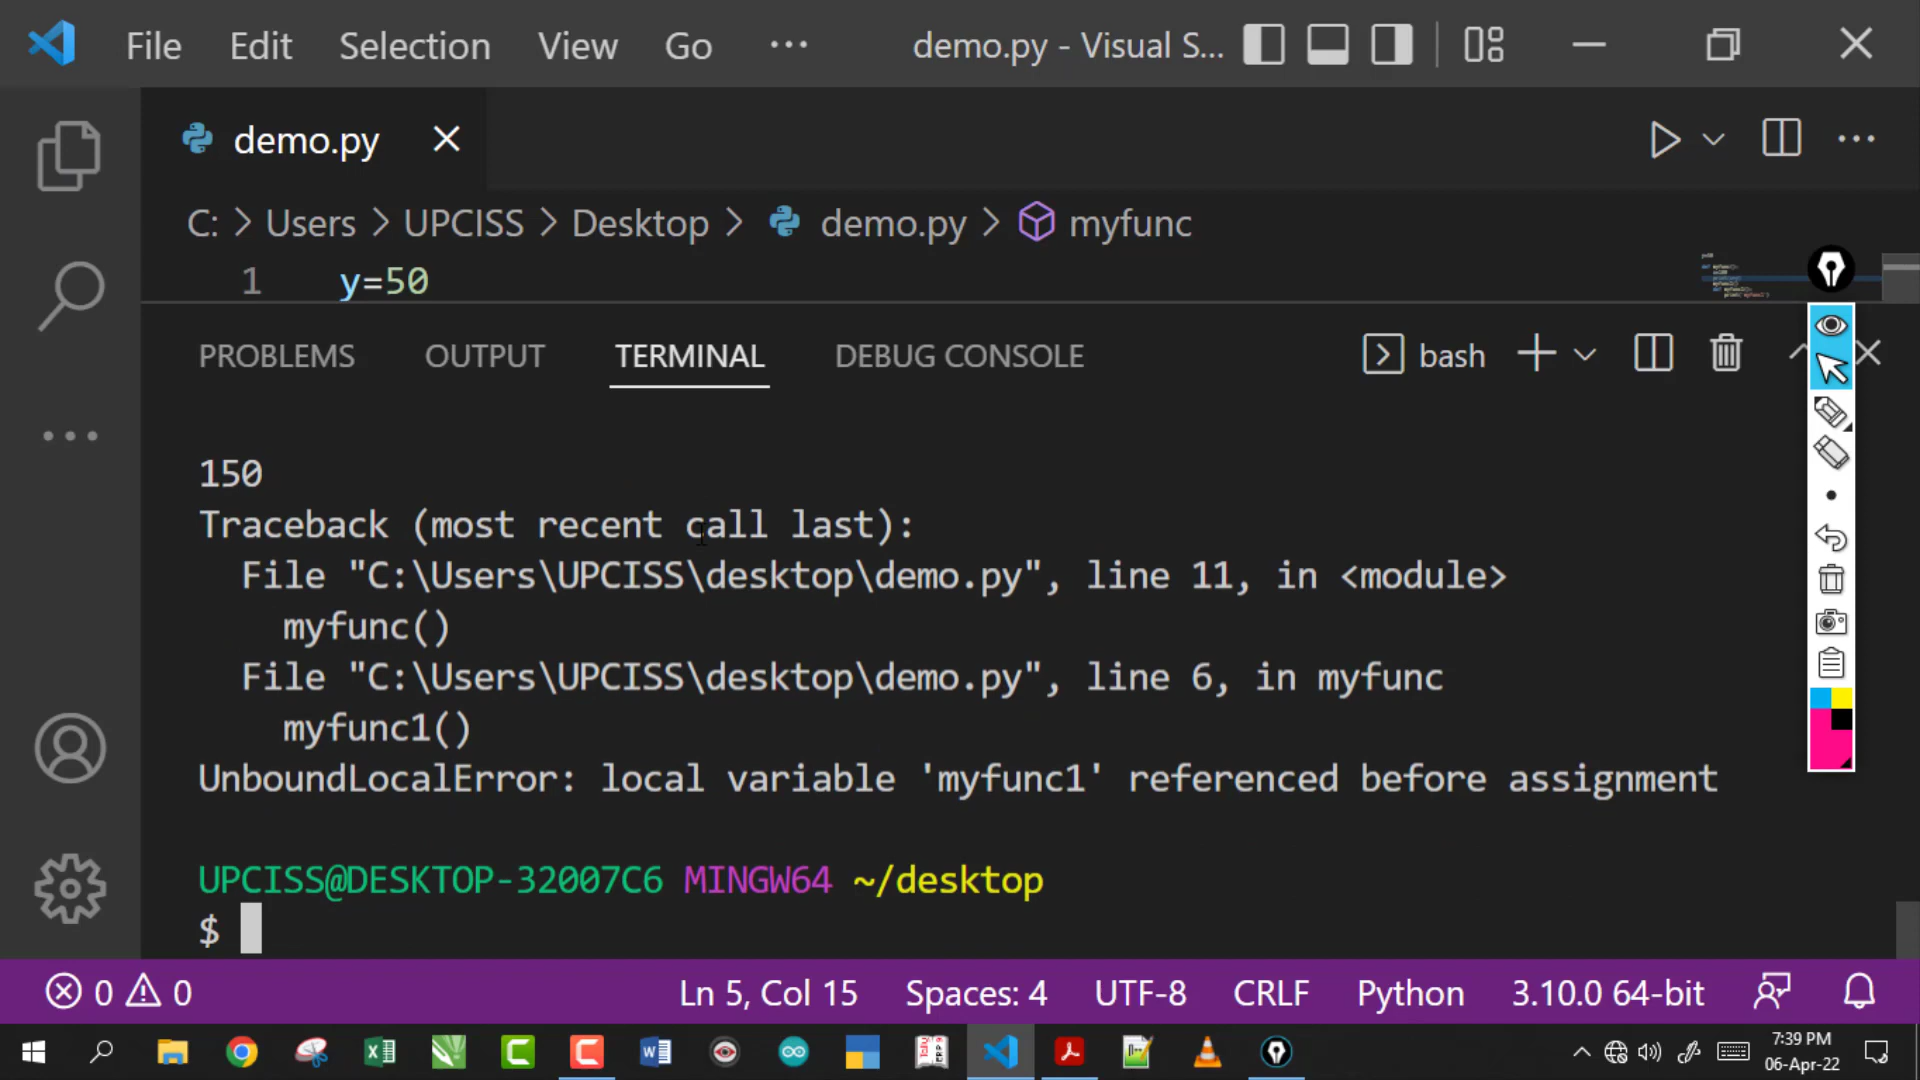 File Edit Selection View Go ··· demo.py - Visual S...
demo.py
C: > Users > UPCISS > Desktop > demo.py > myfunc
1 y=50
PROBLEMS OUTPUT TERMINAL DEBUG CONSOLE bash
150
Traceback (most recent call last):
File "C:\Users\UPCISS\desktop\demo.py", line 11, in <module>
myfunc()
File "C:\Users\UPCISS\desktop\demo.py", line 6, in myfunc
myfunc1()
UnboundLocalError: local variable 'myfunc1' referenced before assignment
UPCISS@DESKTOP-32007C6 MINGW64 ~/desktop
$
0 0 Ln 5, Col 15 Spaces: 4 UTF-8 CRLF Python 3.10.0 64-bit
7:39 PM
06-Apr-22